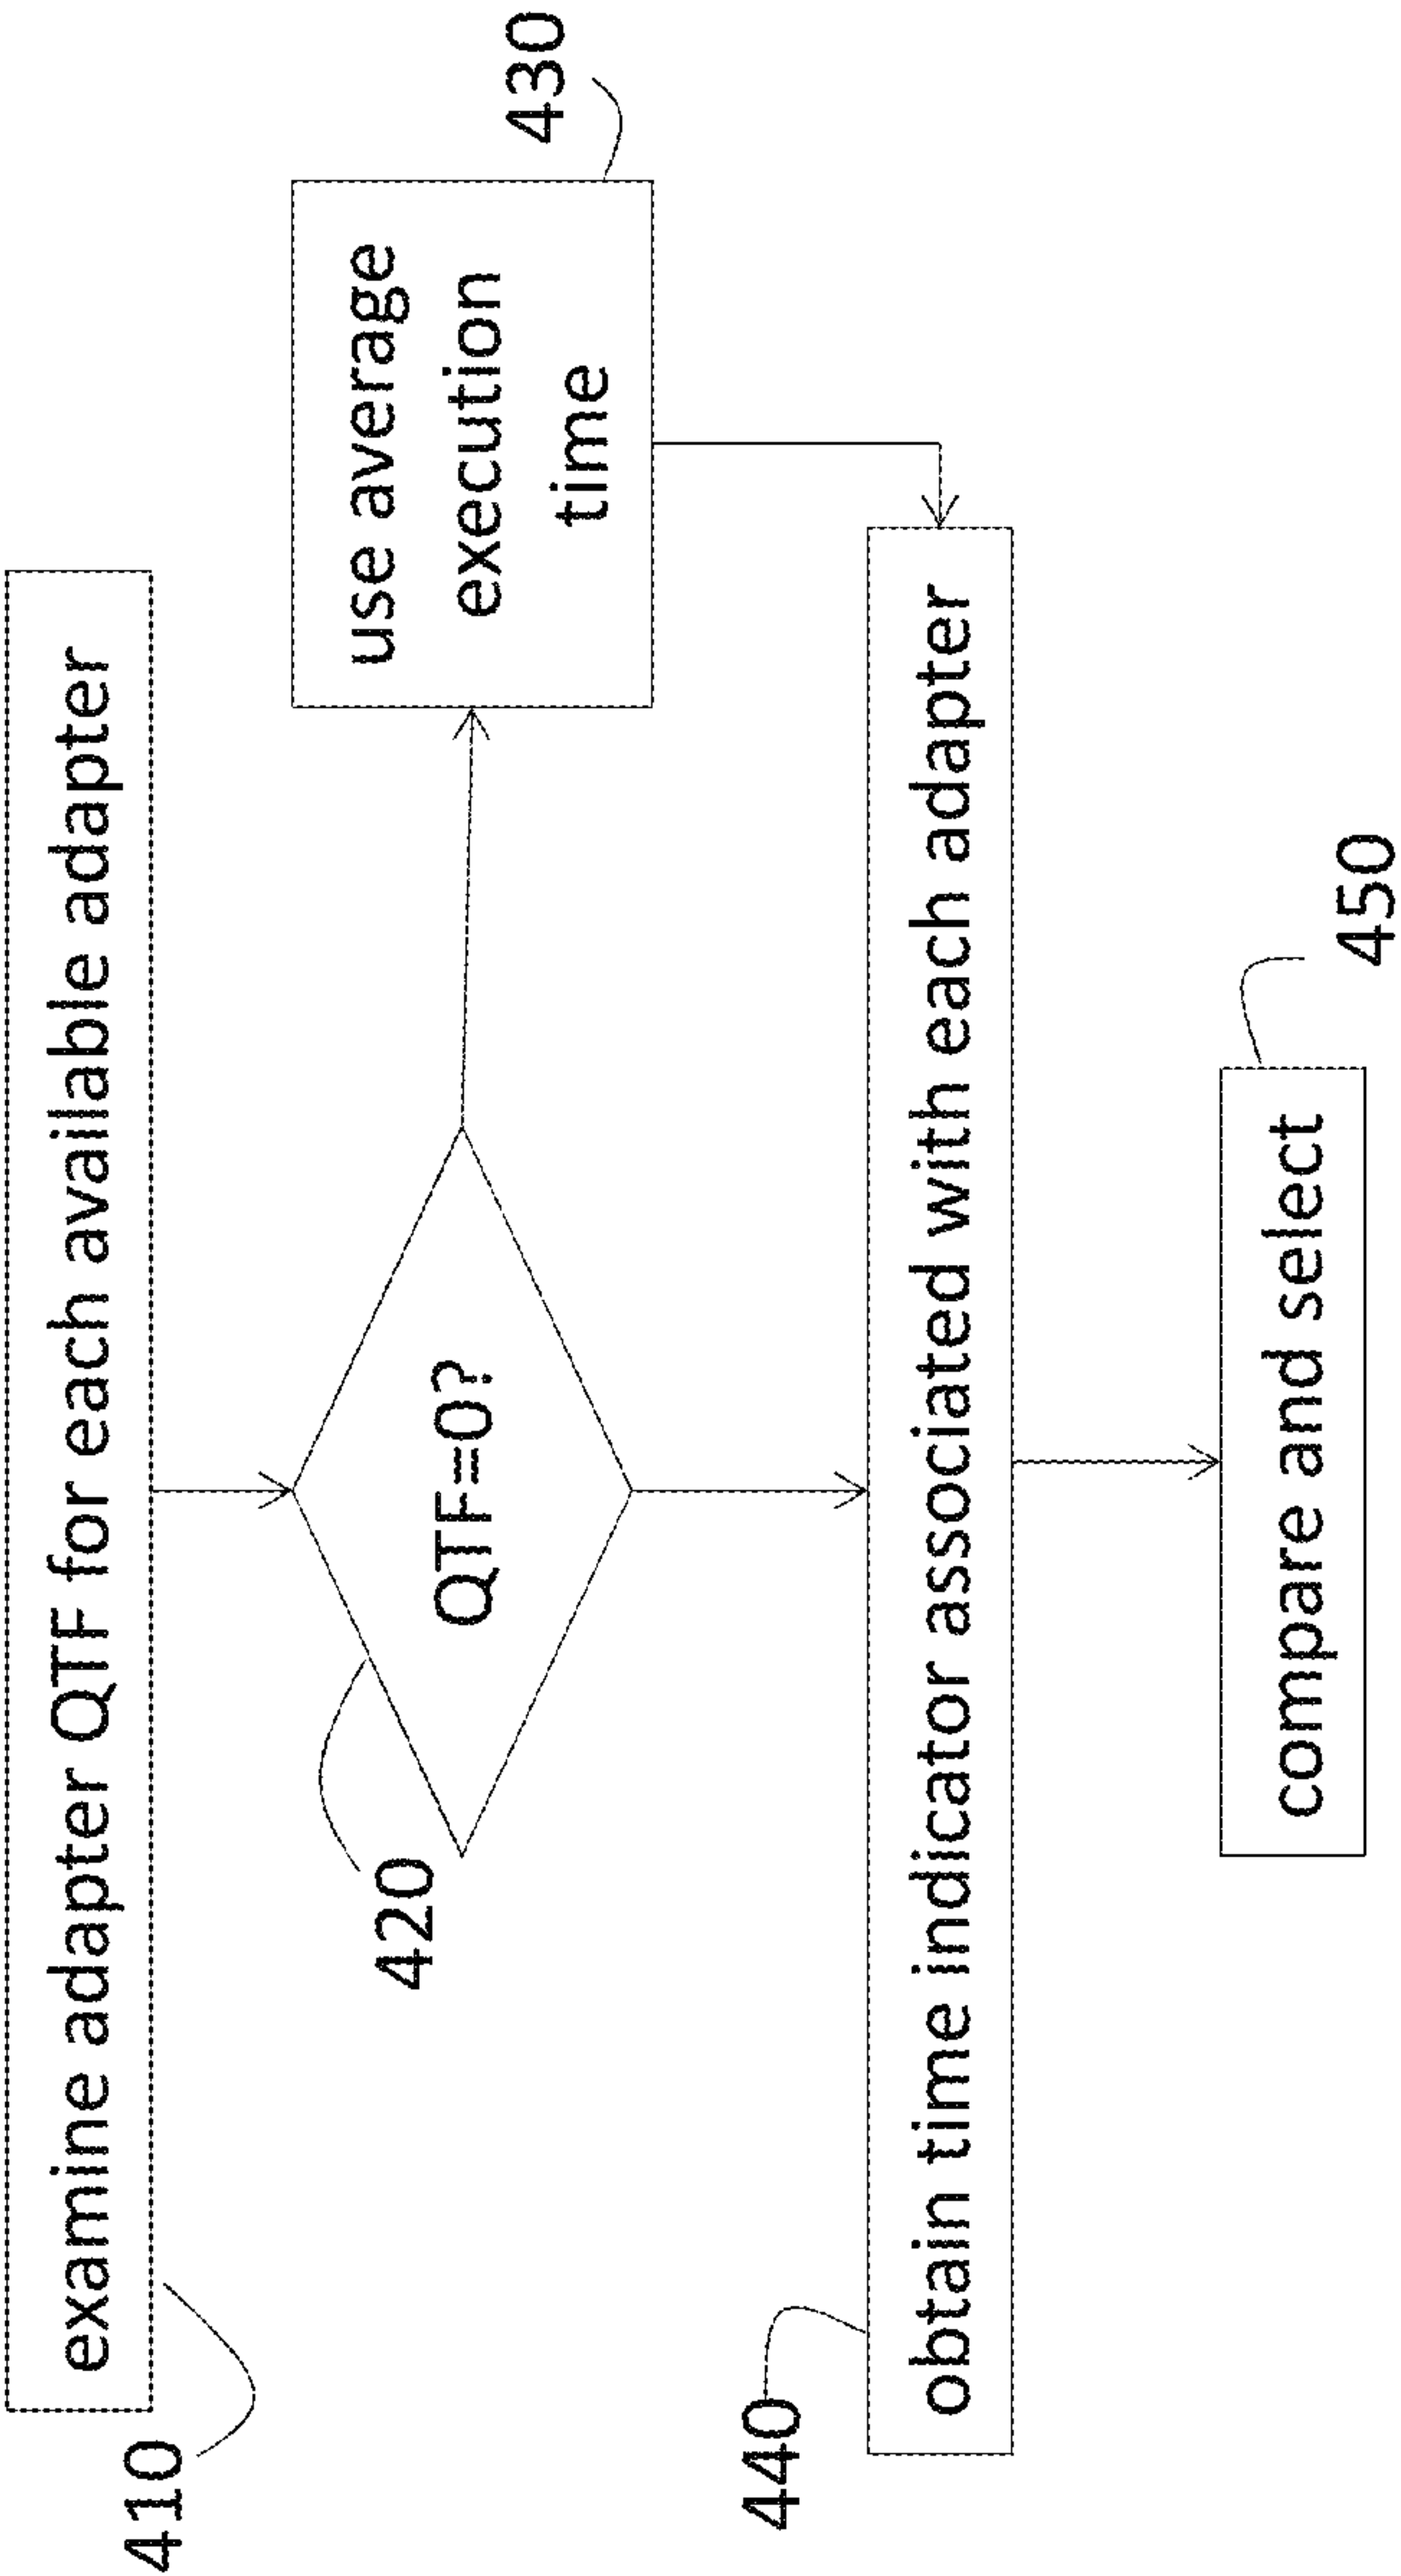 examine adapter QTF for each available adapter
410
QTF=0?
420
use average
execution
time
430
obtain time indicator associated with each adapter
440
compare and select
450